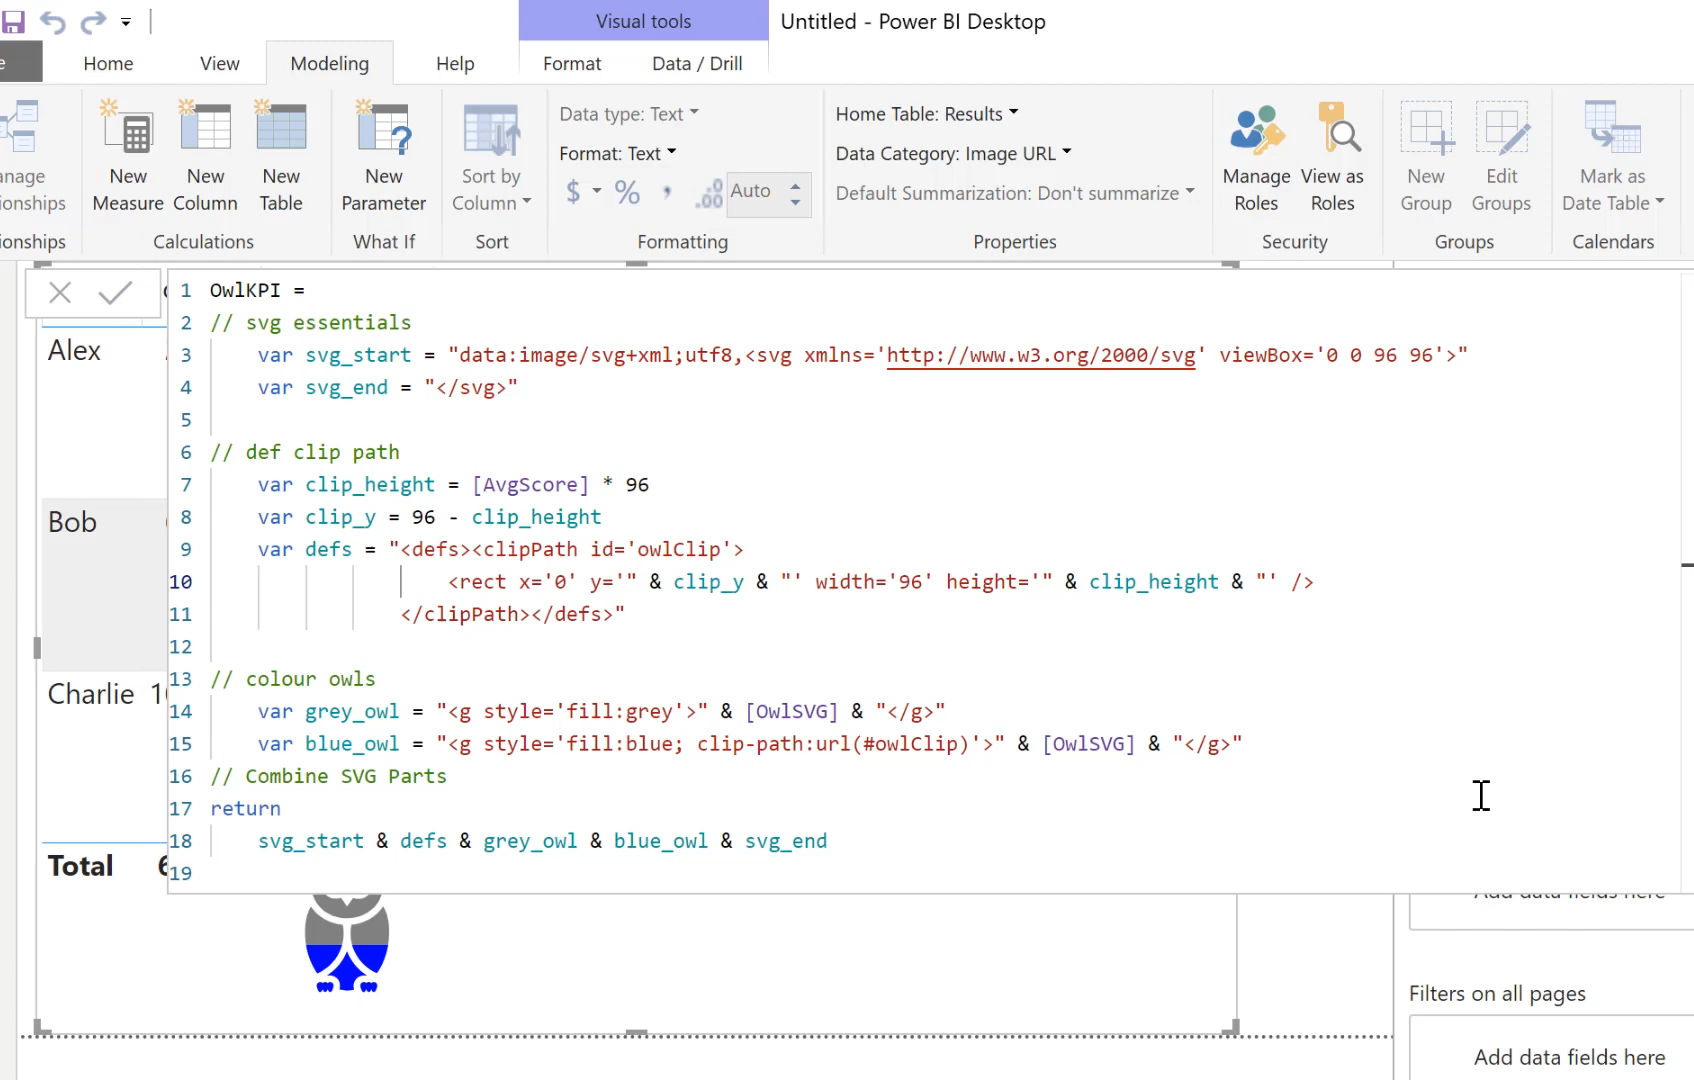 Visual tools
Untitled - Power BI Desktop
Home
View
Modeling
Help
Format
Data / Drill
New Measure
New Column
New Table
Calculations
New Parameter
What If
Sort by Column
Sort
Data type: Text
Format: Text
$ % , .00 Auto
Formatting
Home Table: Results
Data Category: Image URL
Default Summarization: Don't summarize
Properties
Manage Roles
View as Roles
Security
New Group
Edit Groups
Groups
Mark as Date Table
Calendars
1 OwlKPI =
2 // svg essentials
3 var svg_start = "data:image/svg+xml;utf8,<svg xmlns='http://www.w3.org/2000/svg' viewBox='0 0 96 96'>"
4 var svg_end = "</svg>"
5
6 // def clip path
7 var clip_height = [AvgScore] * 96
8 var clip_y = 96 - clip_height
9 var defs = "<defs><clipPath id='owlClip'>
10 <rect x='0' y='" & clip_y & "' width='96' height='" & clip_height & "' />
11 </clipPath></defs>"
12
13 // colour owls
14 var grey_owl = "<g style='fill:grey'>" & [OwlSVG] & "</g>"
15 var blue_owl = "<g style='fill:blue; clip-path:url(#owlClip)'>" & [OwlSVG] & "</g>"
16 // Combine SVG Parts
17 return
18 svg_start & defs & grey_owl & blue_owl & svg_end
19
Alex
Bob
Charlie
Total
Add data fields here
Filters on all pages
Add data fields here